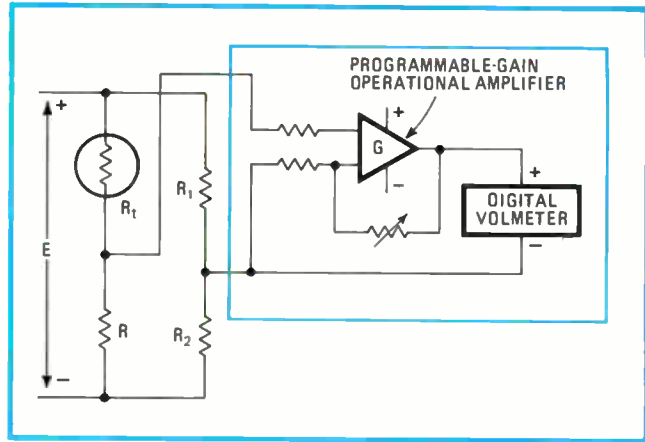 PROGRAMMABLE-GAIN
OPERATIONAL AMPLIFIER
+
+
G
−
+
DIGITAL
VOLMETER
−
Rt
R1
E
R
R2
−